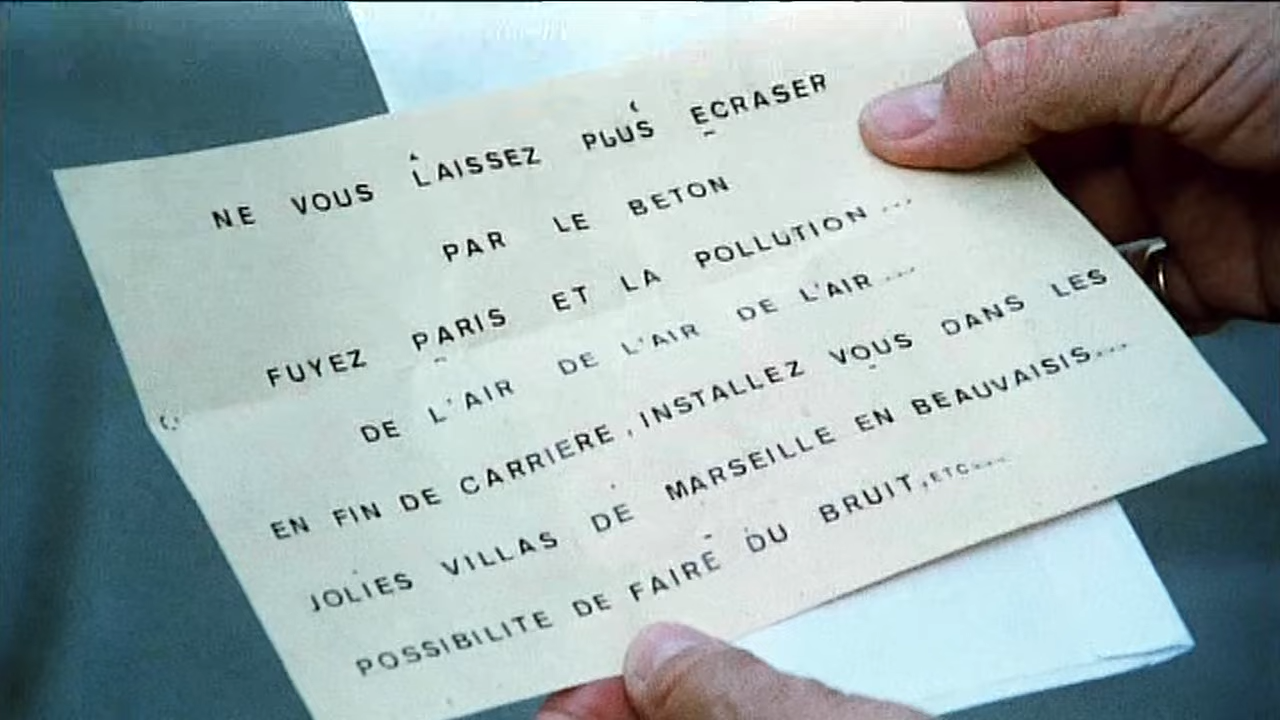 NE VOUS LAISSEZ PLUS ECRASER
PAR LE BETON
FUYEZ PARIS ET LA POLLUTION...
DE L'AIR DE L'AIR DE L'AIR...
EN FIN DE CARRIERE, INSTALLEZ VOUS DANS LES
JOLIES VILLAS DE MARSEILLE EN BEAUVAISIS...
POSSIBILITE DE FAIRE DU BRUIT, ETC...